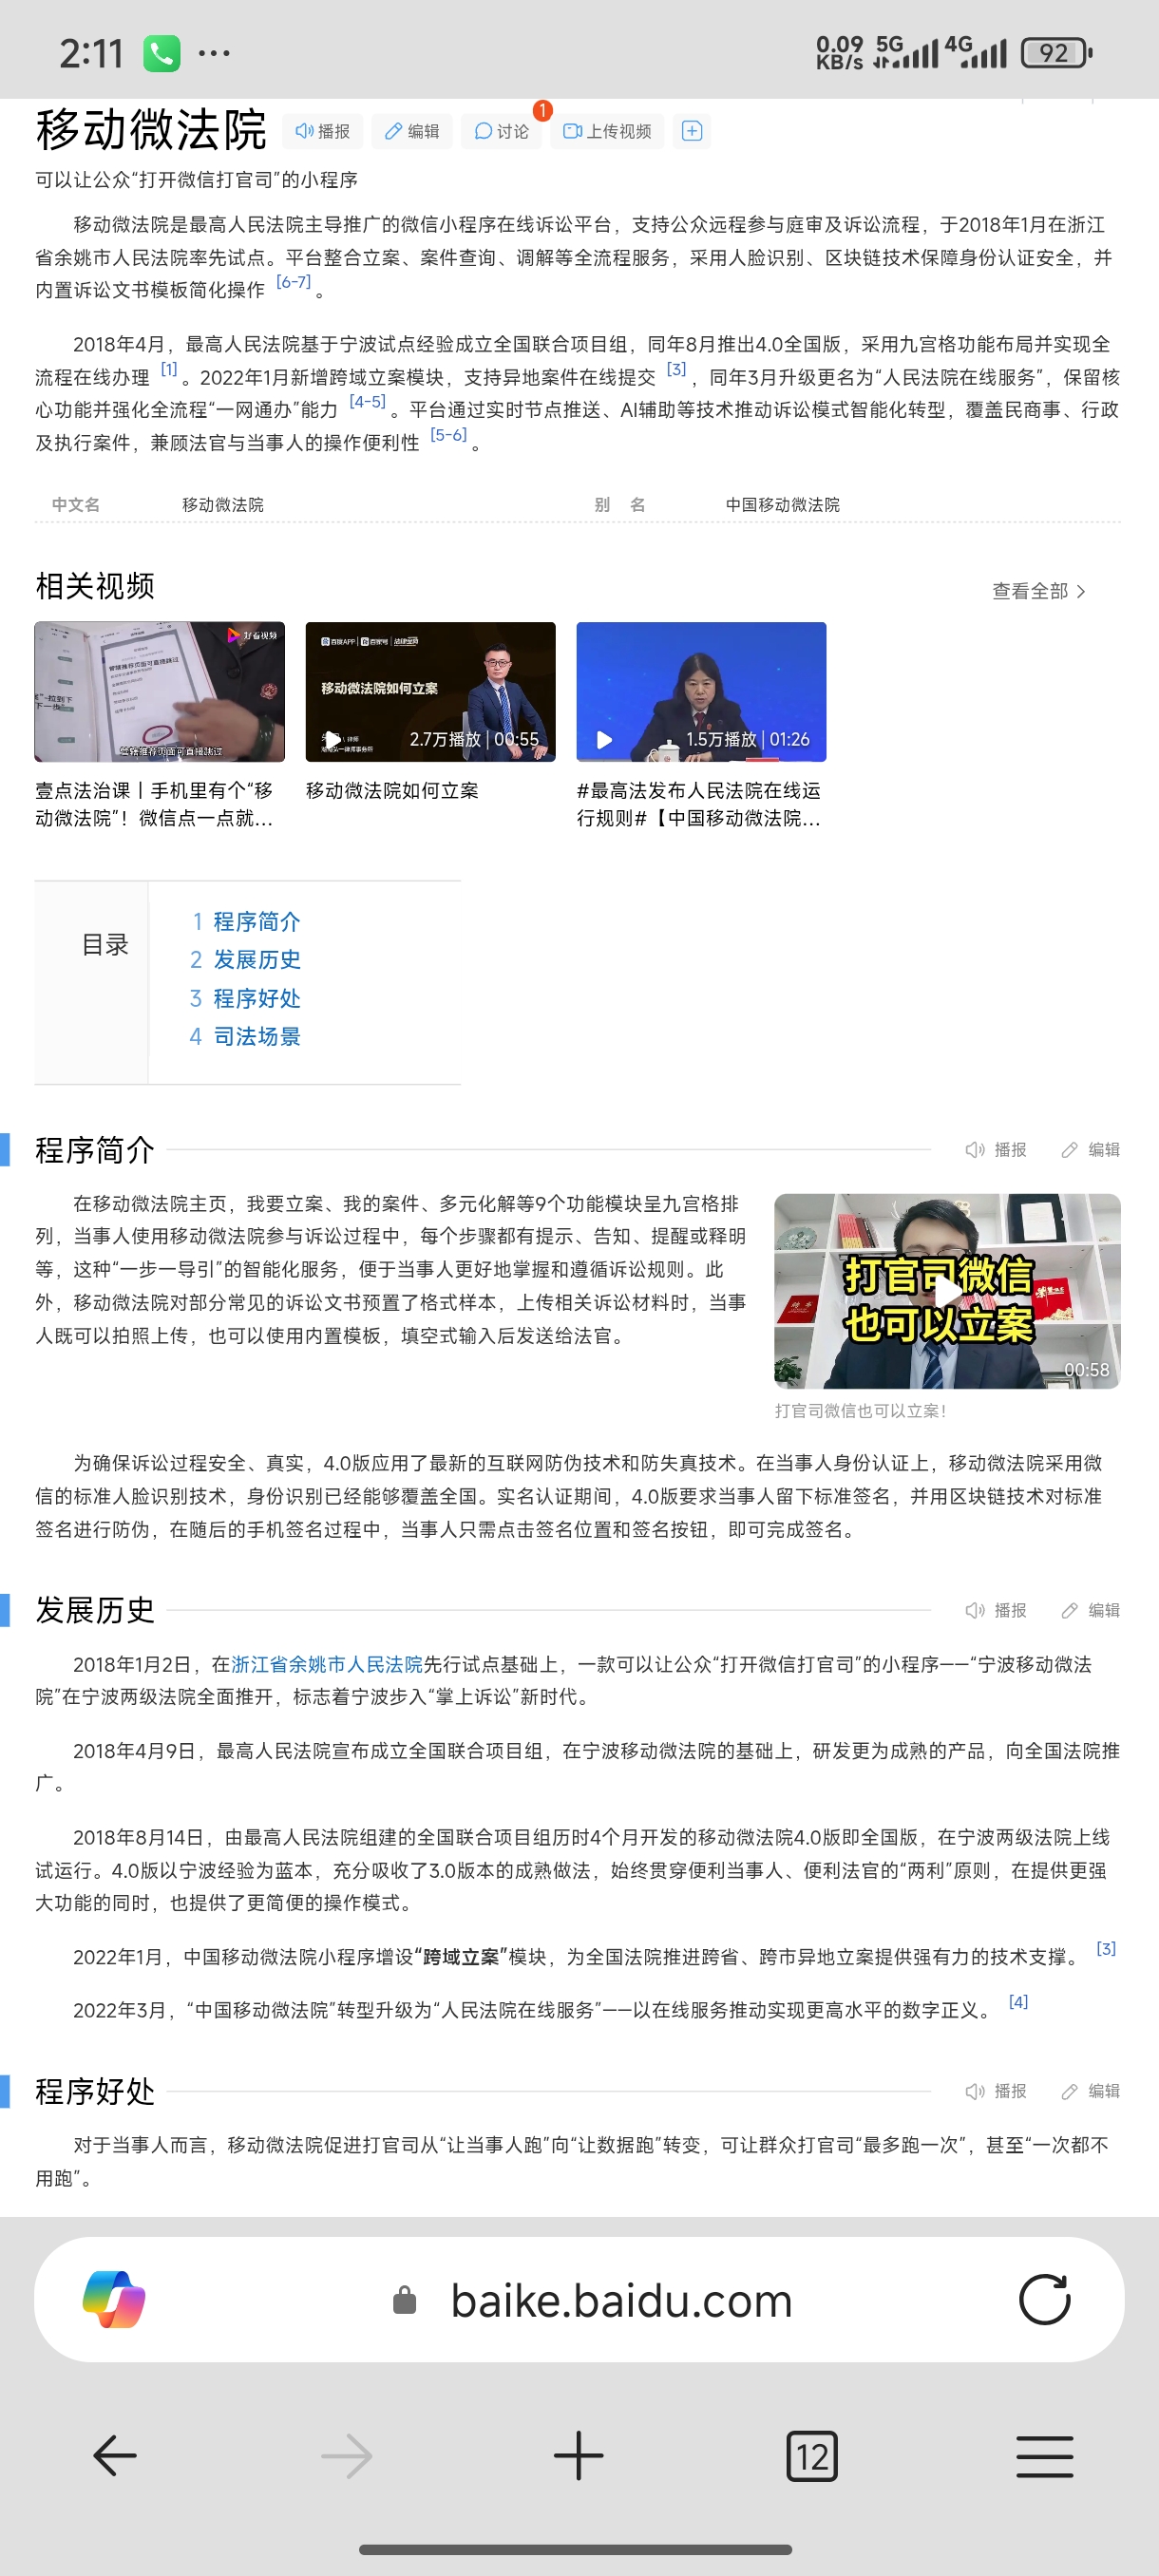 2:11
0.09 KB/s 5G 4G 92
移动微法院 播报 编辑 讨论 1 上传视频
可以让公众“打开微信打官司”的小程序
移动微法院是最高人民法院主导推广的微信小程序在线诉讼平台，支持公众远程参与庭审及诉讼流程，于2018年1月在浙江
省余姚市人民法院率先试点。平台整合立案、案件查询、调解等全流程服务，采用人脸识别、区块链技术保障身份认证安全，并
内置诉讼文书模板简化操作 [6-7] 。
2018年4月，最高人民法院基于宁波试点经验成立全国联合项目组，同年8月推出4.0全国版，采用九宫格功能布局并实现全
流程在线办理 [1] 。2022年1月新增跨域立案模块，支持异地案件在线提交 [3] ，同年3月升级更名为“人民法院在线服务”，保留核
心功能并强化全流程“一网通办”能力 [4-5] 。平台通过实时节点推送、AI辅助等技术推动诉讼模式智能化转型，覆盖民商事、行政
及执行案件，兼顾法官与当事人的操作便利性 [5-6] 。
中文名 移动微法院 别 名 中国移动微法院
相关视频 查看全部
好看视频
管辖推荐页面可直接跳过
百度APP 百家号
移动微法院如何立案
2.7万播放 | 00:55
1.5万播放 | 01:26
壹点法治课丨手机里有个“移
动微法院”！微信点一点就...
移动微法院如何立案
#最高法发布人民法院在线运
行规则#【中国移动微法院...
目录
1 程序简介
2 发展历史
3 程序好处
4 司法场景
程序简介 播报 编辑
在移动微法院主页，我要立案、我的案件、多元化解等9个功能模块呈九宫格排
列，当事人使用移动微法院参与诉讼过程中，每个步骤都有提示、告知、提醒或释明
等，这种“一步一导引”的智能化服务，便于当事人更好地掌握和遵循诉讼规则。此
外，移动微法院对部分常见的诉讼文书预置了格式样本，上传相关诉讼材料时，当事
人既可以拍照上传，也可以使用内置模板，填空式输入后发送给法官。
打官司微信
也可以立案
00:58
打官司微信也可以立案！
为确保诉讼过程安全、真实，4.0版应用了最新的互联网防伪技术和防失真技术。在当事人身份认证上，移动微法院采用微
信的标准人脸识别技术，身份识别已经能够覆盖全国。实名认证期间，4.0版要求当事人留下标准签名，并用区块链技术对标准
签名进行防伪，在随后的手机签名过程中，当事人只需点击签名位置和签名按钮，即可完成签名。
发展历史 播报 编辑
2018年1月2日，在浙江省余姚市人民法院先行试点基础上，一款可以让公众“打开微信打官司”的小程序——“宁波移动微法
院”在宁波两级法院全面推开，标志着宁波步入“掌上诉讼”新时代。
2018年4月9日，最高人民法院宣布成立全国联合项目组，在宁波移动微法院的基础上，研发更为成熟的产品，向全国法院推
广。
2018年8月14日，由最高人民法院组建的全国联合项目组历时4个月开发的移动微法院4.0版即全国版，在宁波两级法院上线
试运行。4.0版以宁波经验为蓝本，充分吸收了3.0版本的成熟做法，始终贯穿便利当事人、便利法官的“两利”原则，在提供更强
大功能的同时，也提供了更简便的操作模式。
2022年1月，中国移动微法院小程序增设“跨域立案”模块，为全国法院推进跨省、跨市异地立案提供强有力的技术支撑。 [3]
2022年3月，“中国移动微法院”转型升级为“人民法院在线服务”——以在线服务推动实现更高水平的数字正义。 [4]
程序好处 播报 编辑
对于当事人而言，移动微法院促进打官司从“让当事人跑”向“让数据跑”转变，可让群众打官司“最多跑一次”，甚至“一次都不
用跑”。
baike.baidu.com
12